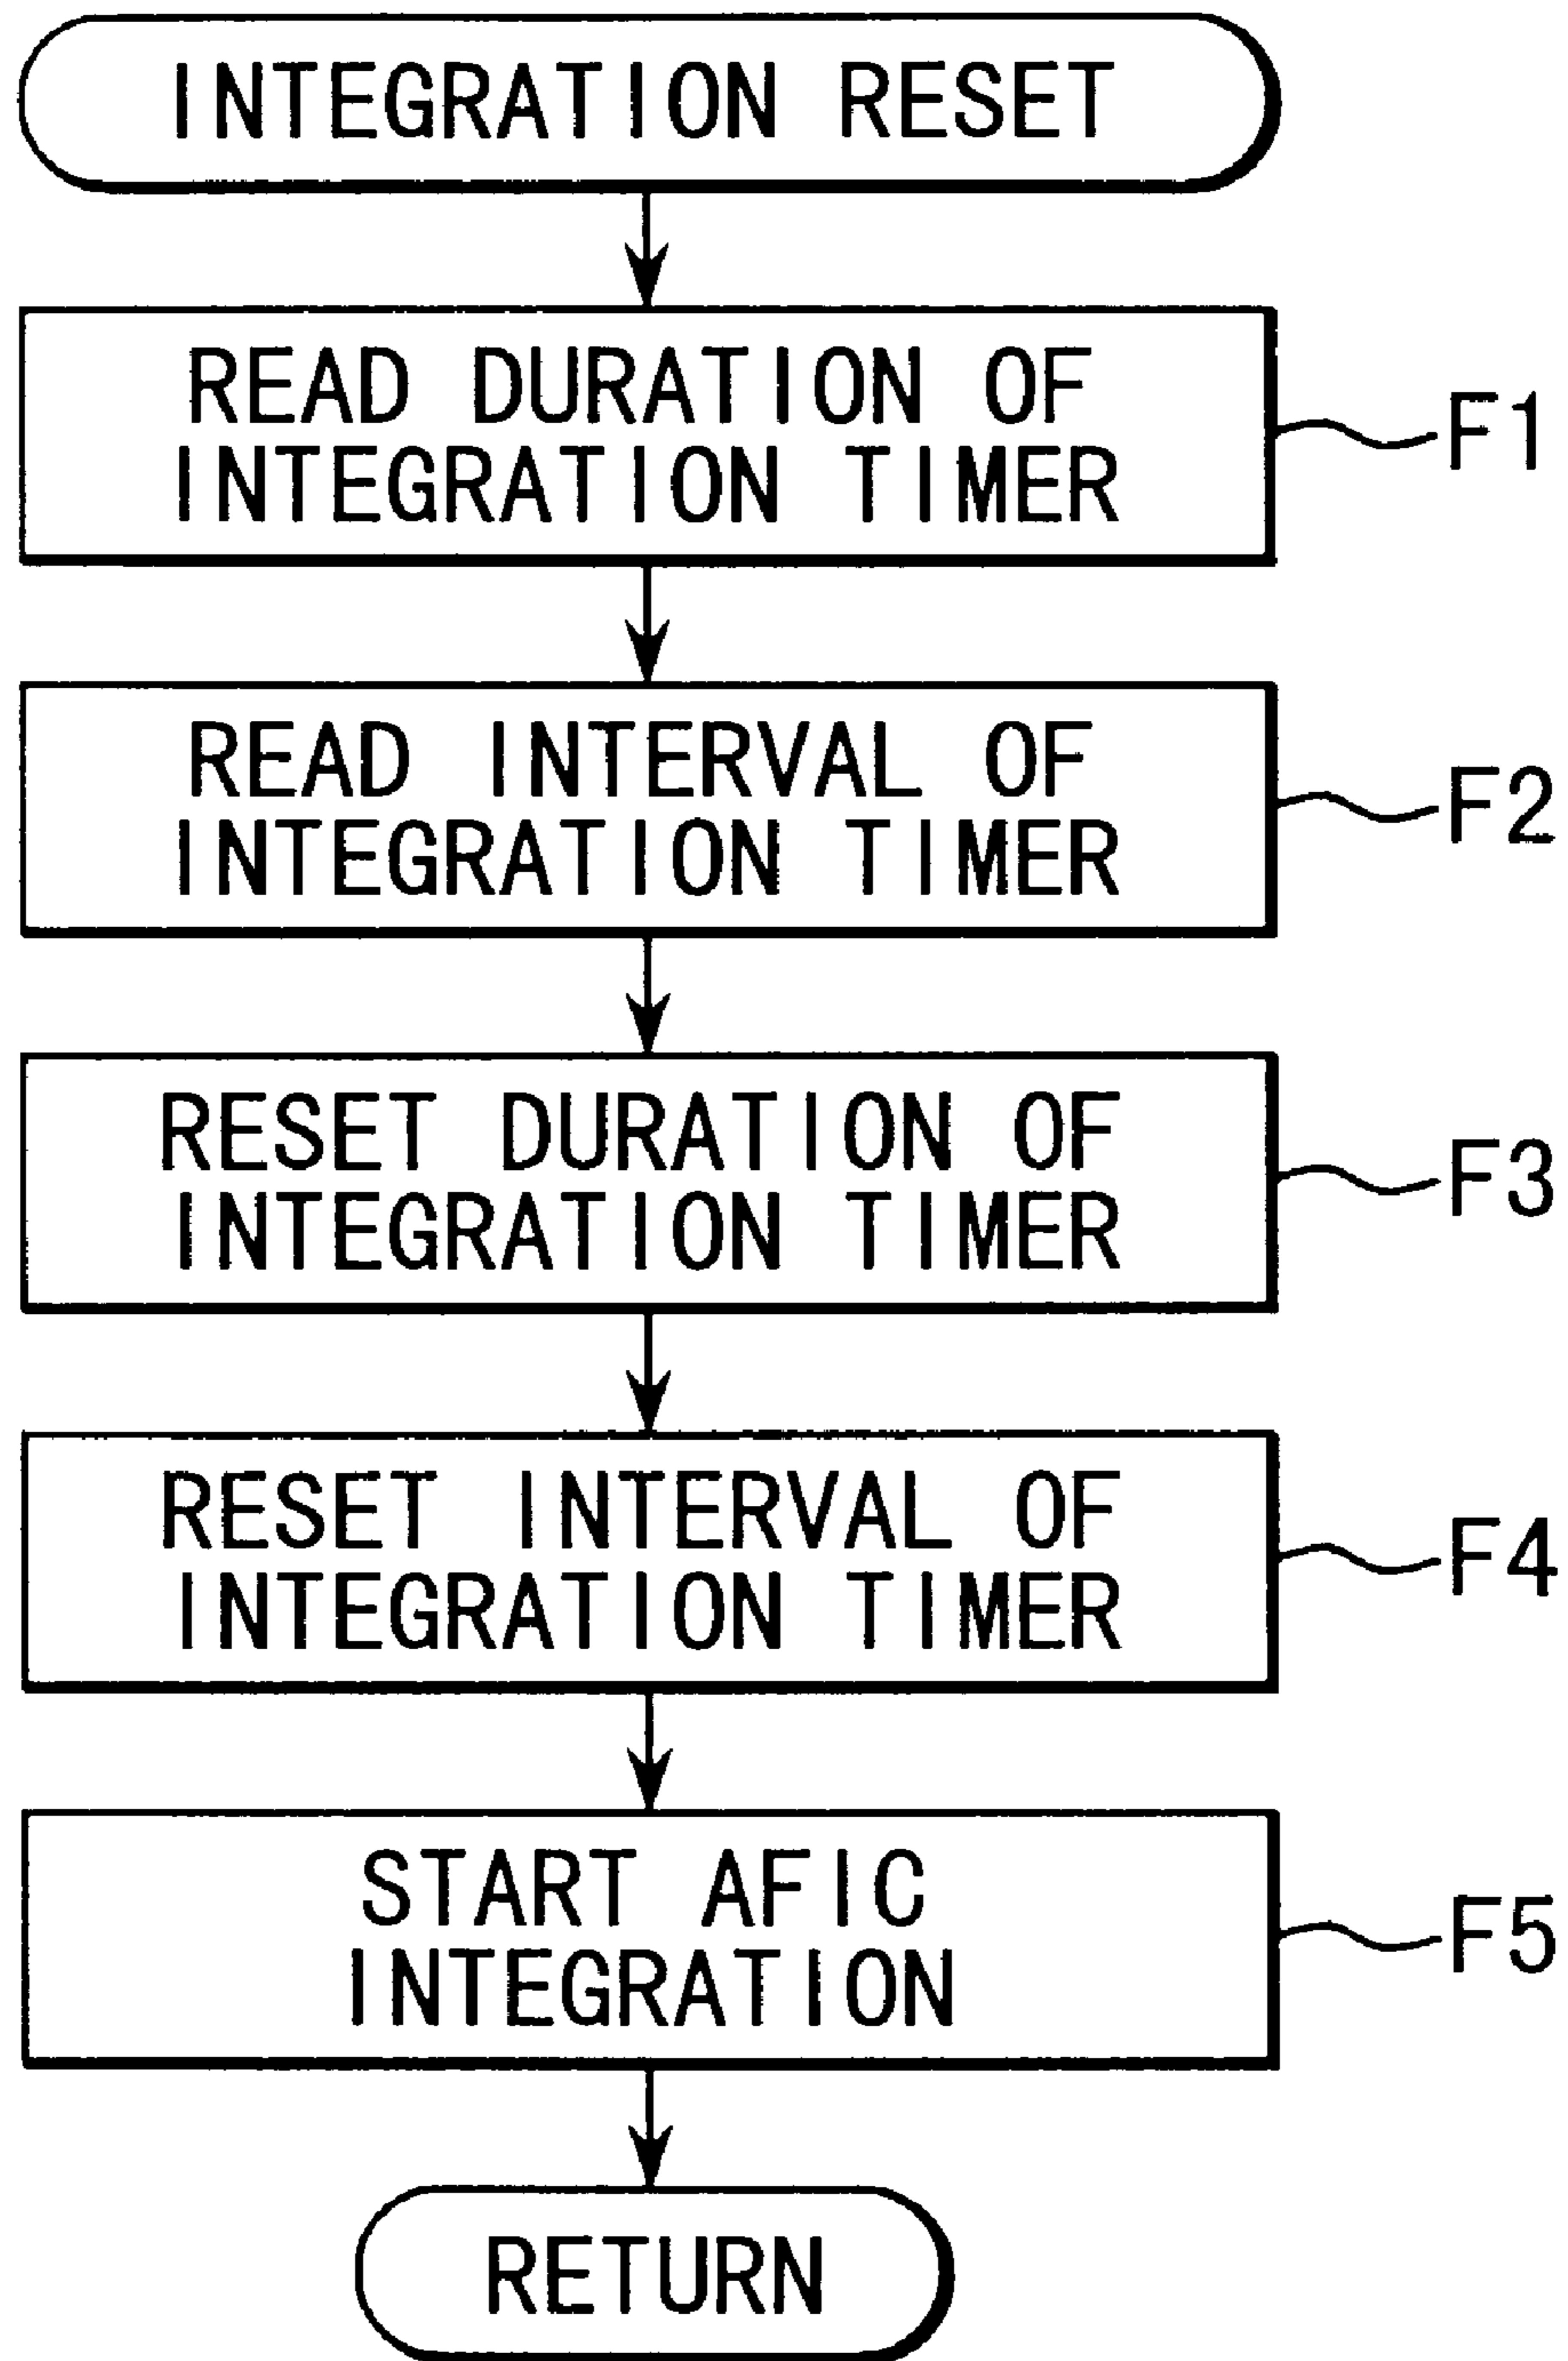 INTEGRATION RESET
READ DURATION OF
INTEGRATION TIMER
F1
READ INTERVAL OF
INTEGRATION TIMER
F2
RESET DURATION OF
INTEGRATION TIMER
F3
RESET INTERVAL OF
INTEGRATION TIMER
F4
START AFIC
INTEGRATION
F5
RETURN